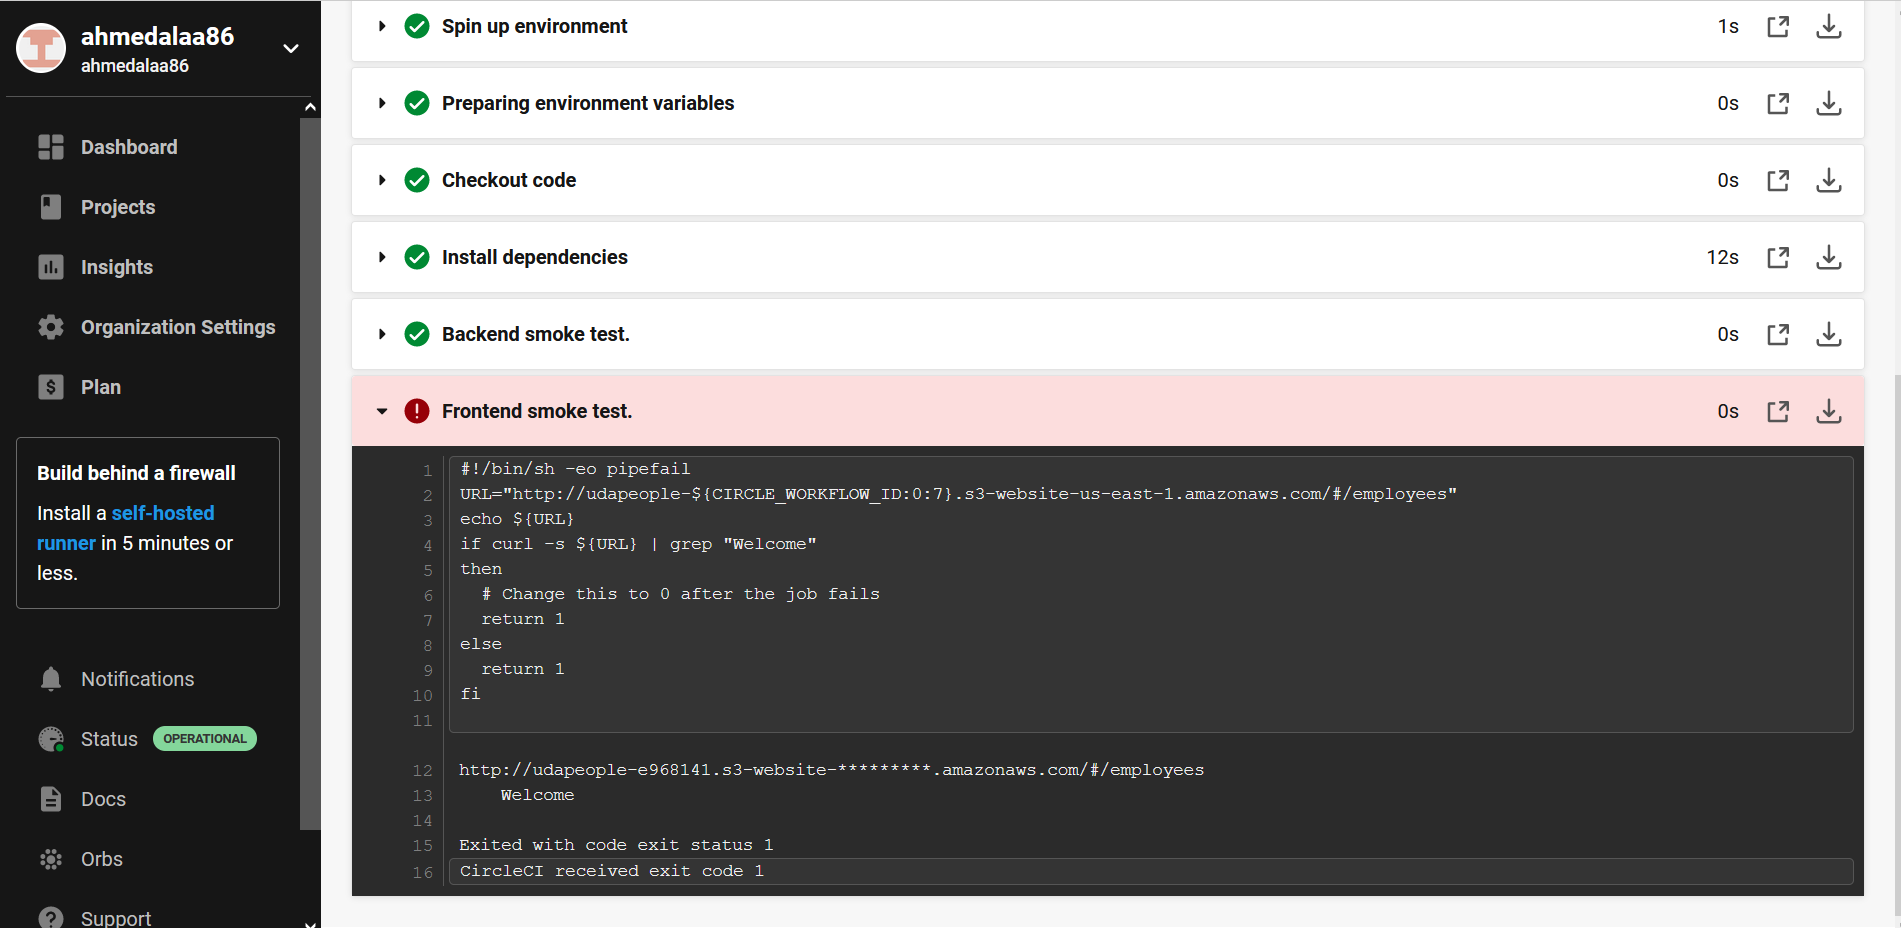 ahmedalaa86
ahmedalaa86
Dashboard
Projects
Insights
Organization Settings
Plan
Build behind a firewall
Install a self-hosted
runner in 5 minutes or
less.
Notifications
Status OPERATIONAL
Docs
Orbs
Support
Spin up environment 1s
Preparing environment variables 0s
Checkout code 0s
Install dependencies 12s
Backend smoke test. 0s
Frontend smoke test. 0s
1 #!/bin/sh -eo pipefail
2 URL="http://udapeople-${CIRCLE_WORKFLOW_ID:0:7}.s3-website-us-east-1.amazonaws.com/#/employees"
3 echo ${URL}
4 if curl -s ${URL} | grep "Welcome"
5 then
6   # Change this to 0 after the job fails
7   return 1
8 else
9   return 1
10 fi
11
12 http://udapeople-e968141.s3-website-*********.amazonaws.com/#/employees
13     Welcome
14
15 Exited with code exit status 1
16 CircleCI received exit code 1